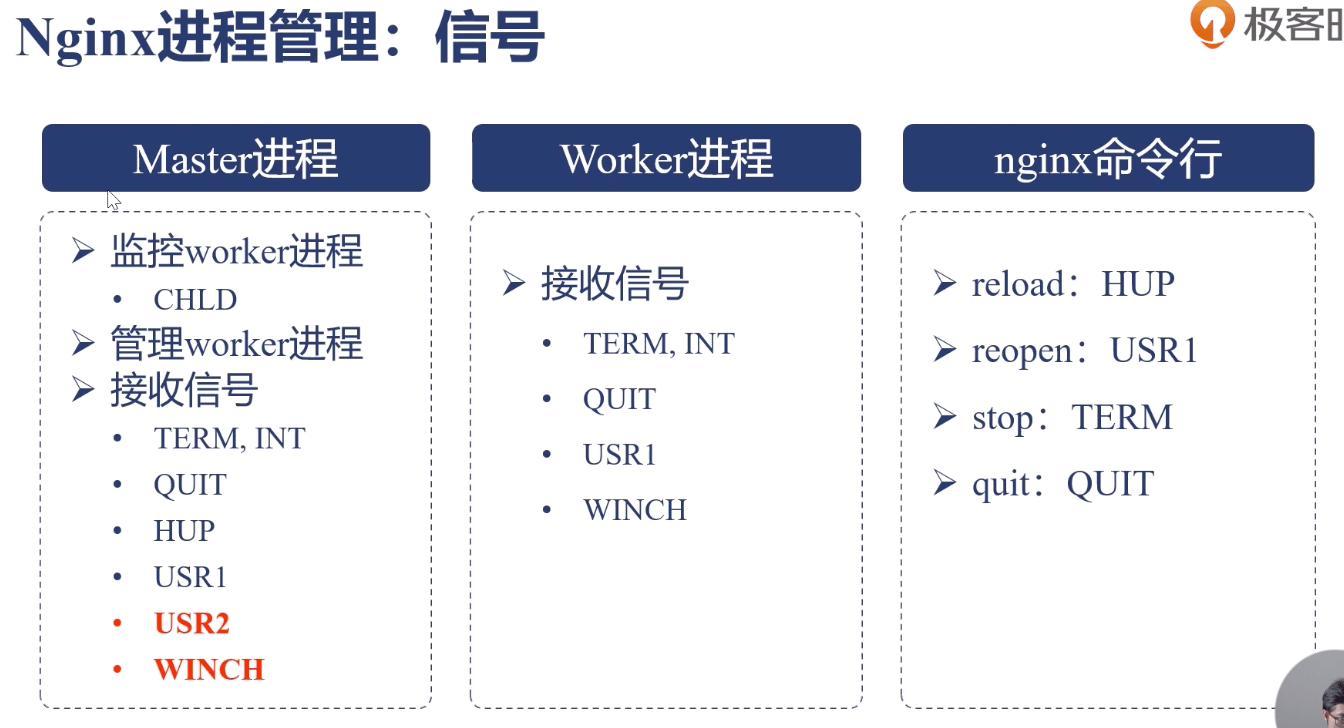 Nginx进程管理：信号
极客时
Master进程
监控worker进程
CHLD
管理worker进程
接收信号
TERM, INT
QUIT
HUP
USR1
USR2
WINCH
Worker进程
接收信号
TERM, INT
QUIT
USR1
WINCH
nginx命令行
reload：HUP
reopen：USR1
stop：TERM
quit：QUIT